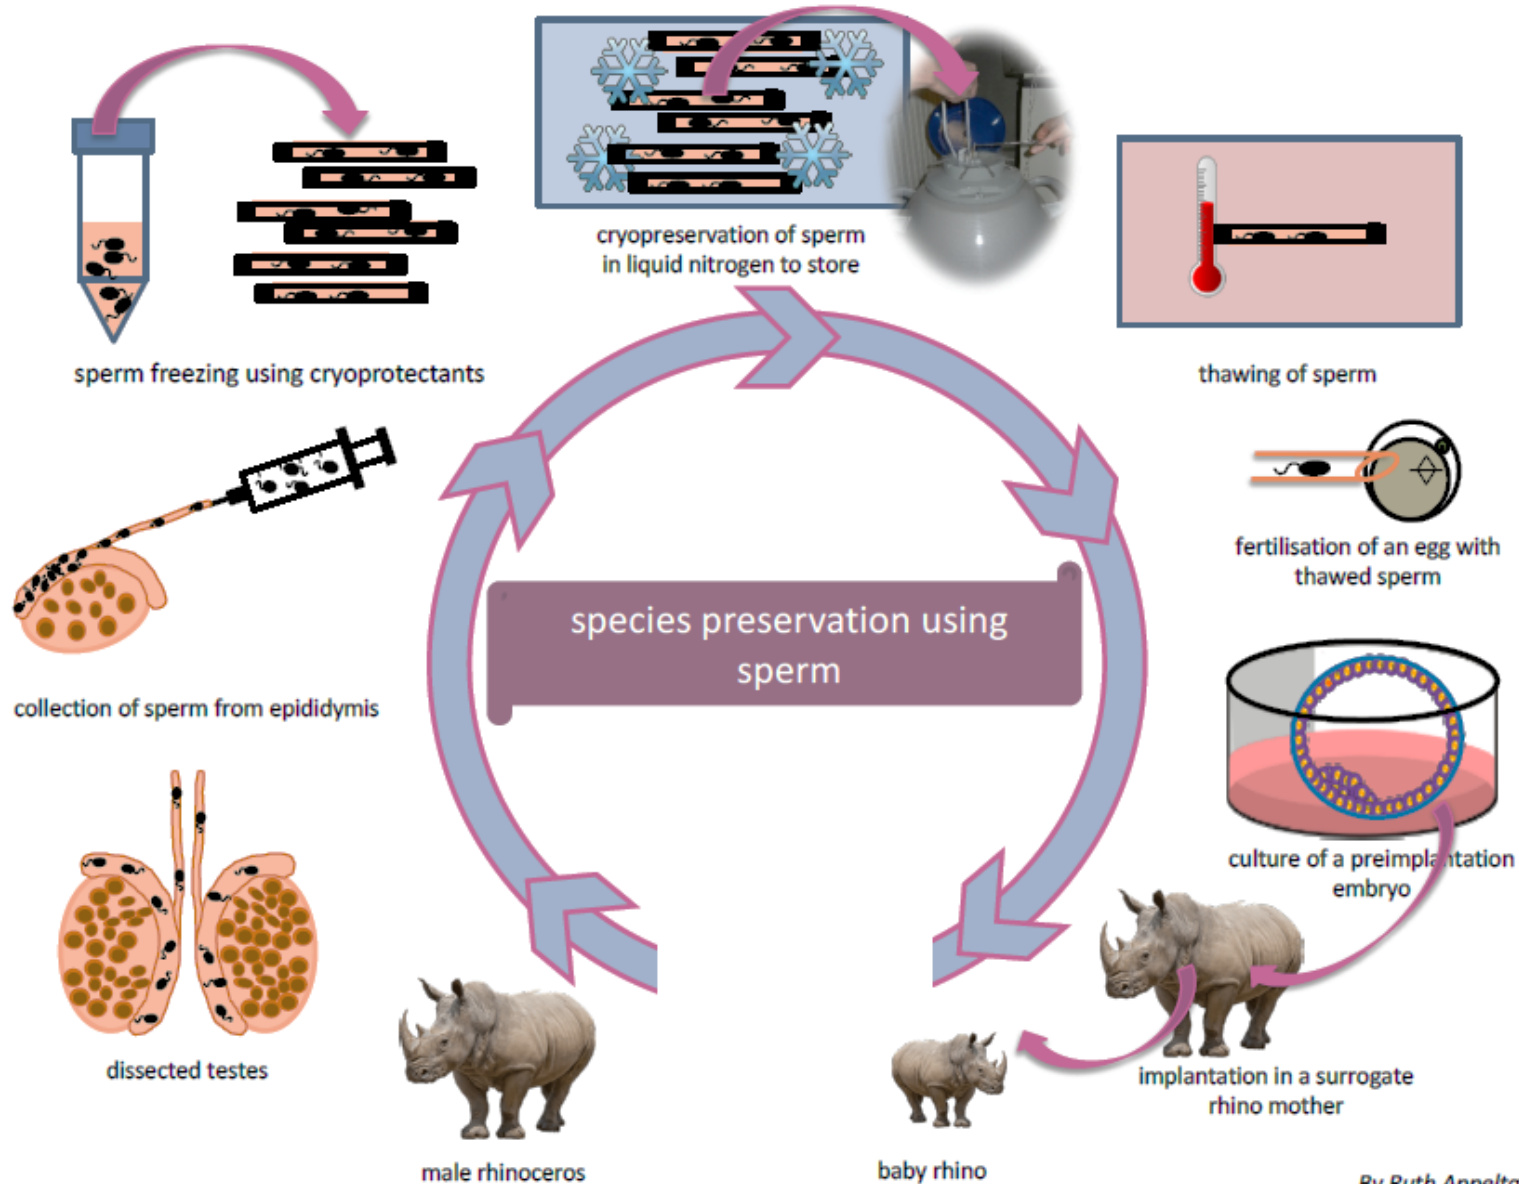 cryopreservation of sperm
in liquid nitrogen to store
sperm freezing using cryoprotectants
thawing of sperm
fertilisation of an egg with
thawed sperm
species preservation using
sperm
collection of sperm from epididymis
culture of a preimplantation
embryo
dissected testes
implantation in a surrogate
rhino mother
male rhinoceros
baby rhino
By Ruth